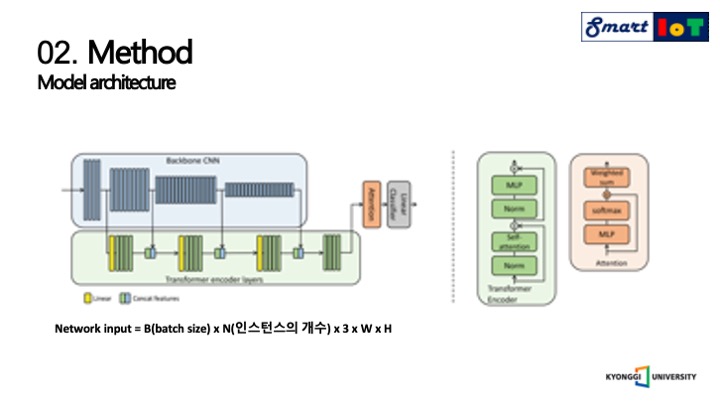 Smart IoT
02. Method
Model architecture
Backbone CNN
Attention
Linear
Classifier
Transformer encoder layers
Linear
Concat features
MLP
Norm
Self-
attention
Norm
Transformer
Encoder
Weighted
sum
softmax
MLP
Attention
Network input = B(batch size) x N(인스턴스의 개수) x 3 x W x H
KYONGGI UNIVERSITY